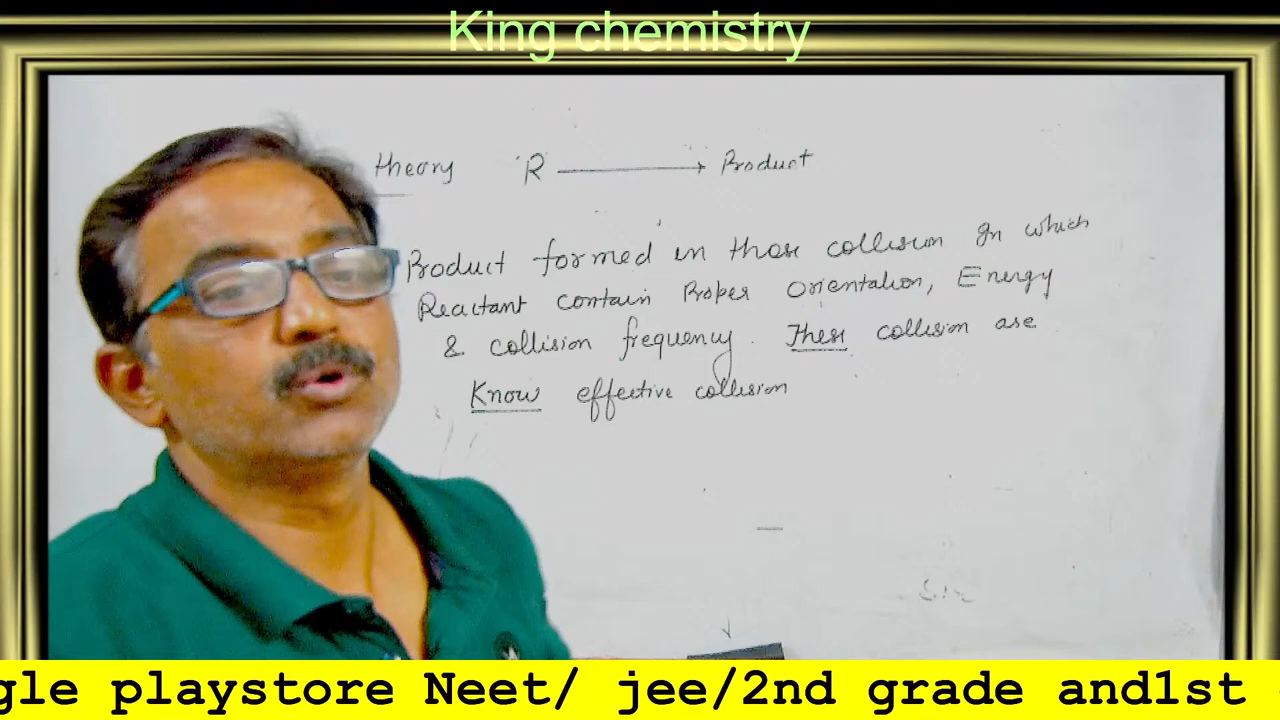 King chemistry
theory R Product
Product formed in those collision In which
Reactant contain Proper Orientation, Energy
& collision frequency. These collision are
Know effective collision
gle playstore Neet/ jee/2nd grade and1st